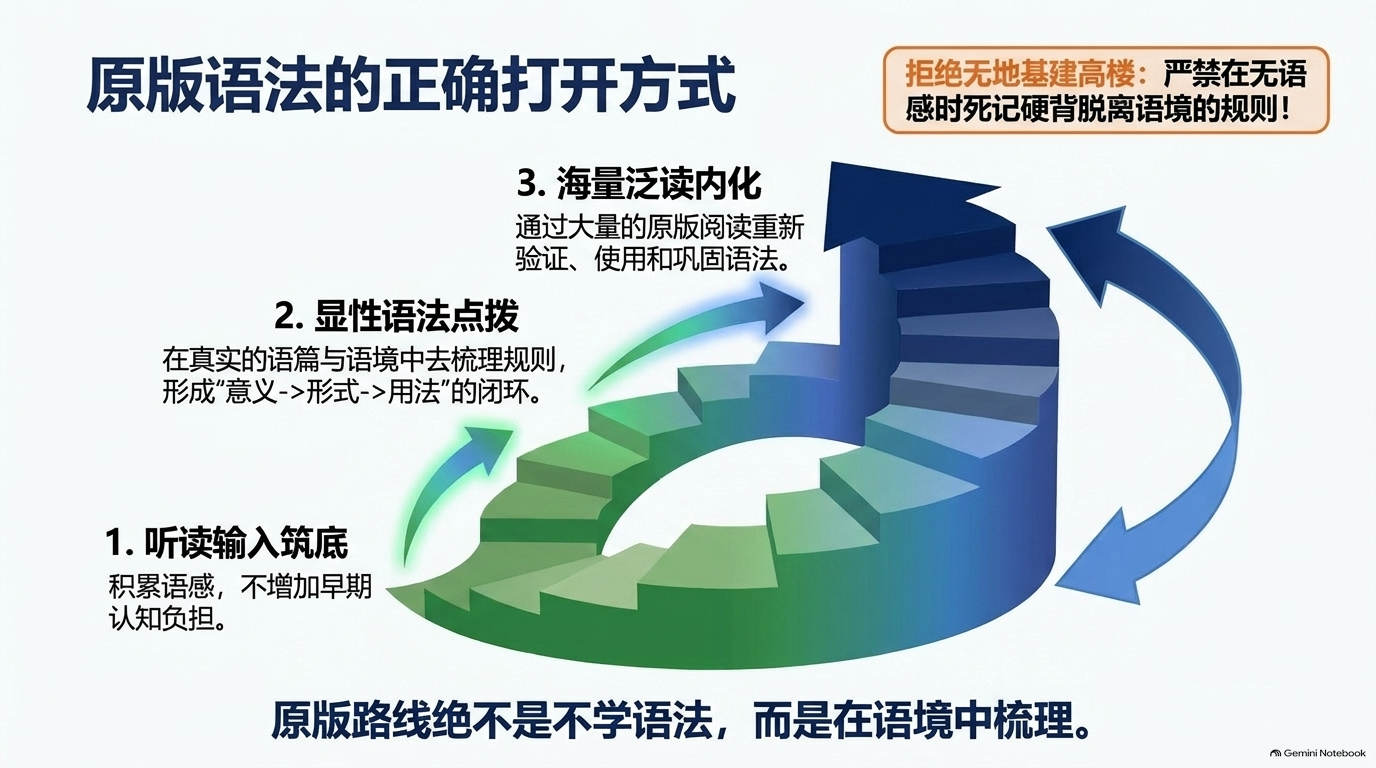 原版语法的正确打开方式
拒绝无地基建高楼：严禁在无语
感时死记硬背脱离语境的规则！
3. 海量泛读内化
通过大量的原版阅读重新
验证、使用和巩固语法。
2. 显性语法点拨
在真实的语篇与语境中去梳理规则，
形成“意义->形式->用法”的闭环。
1. 听读输入筑底
积累语感，不增加早期
认知负担。
原版路线绝不是不学语法，而是在语境中梳理。
Gemini Notebook